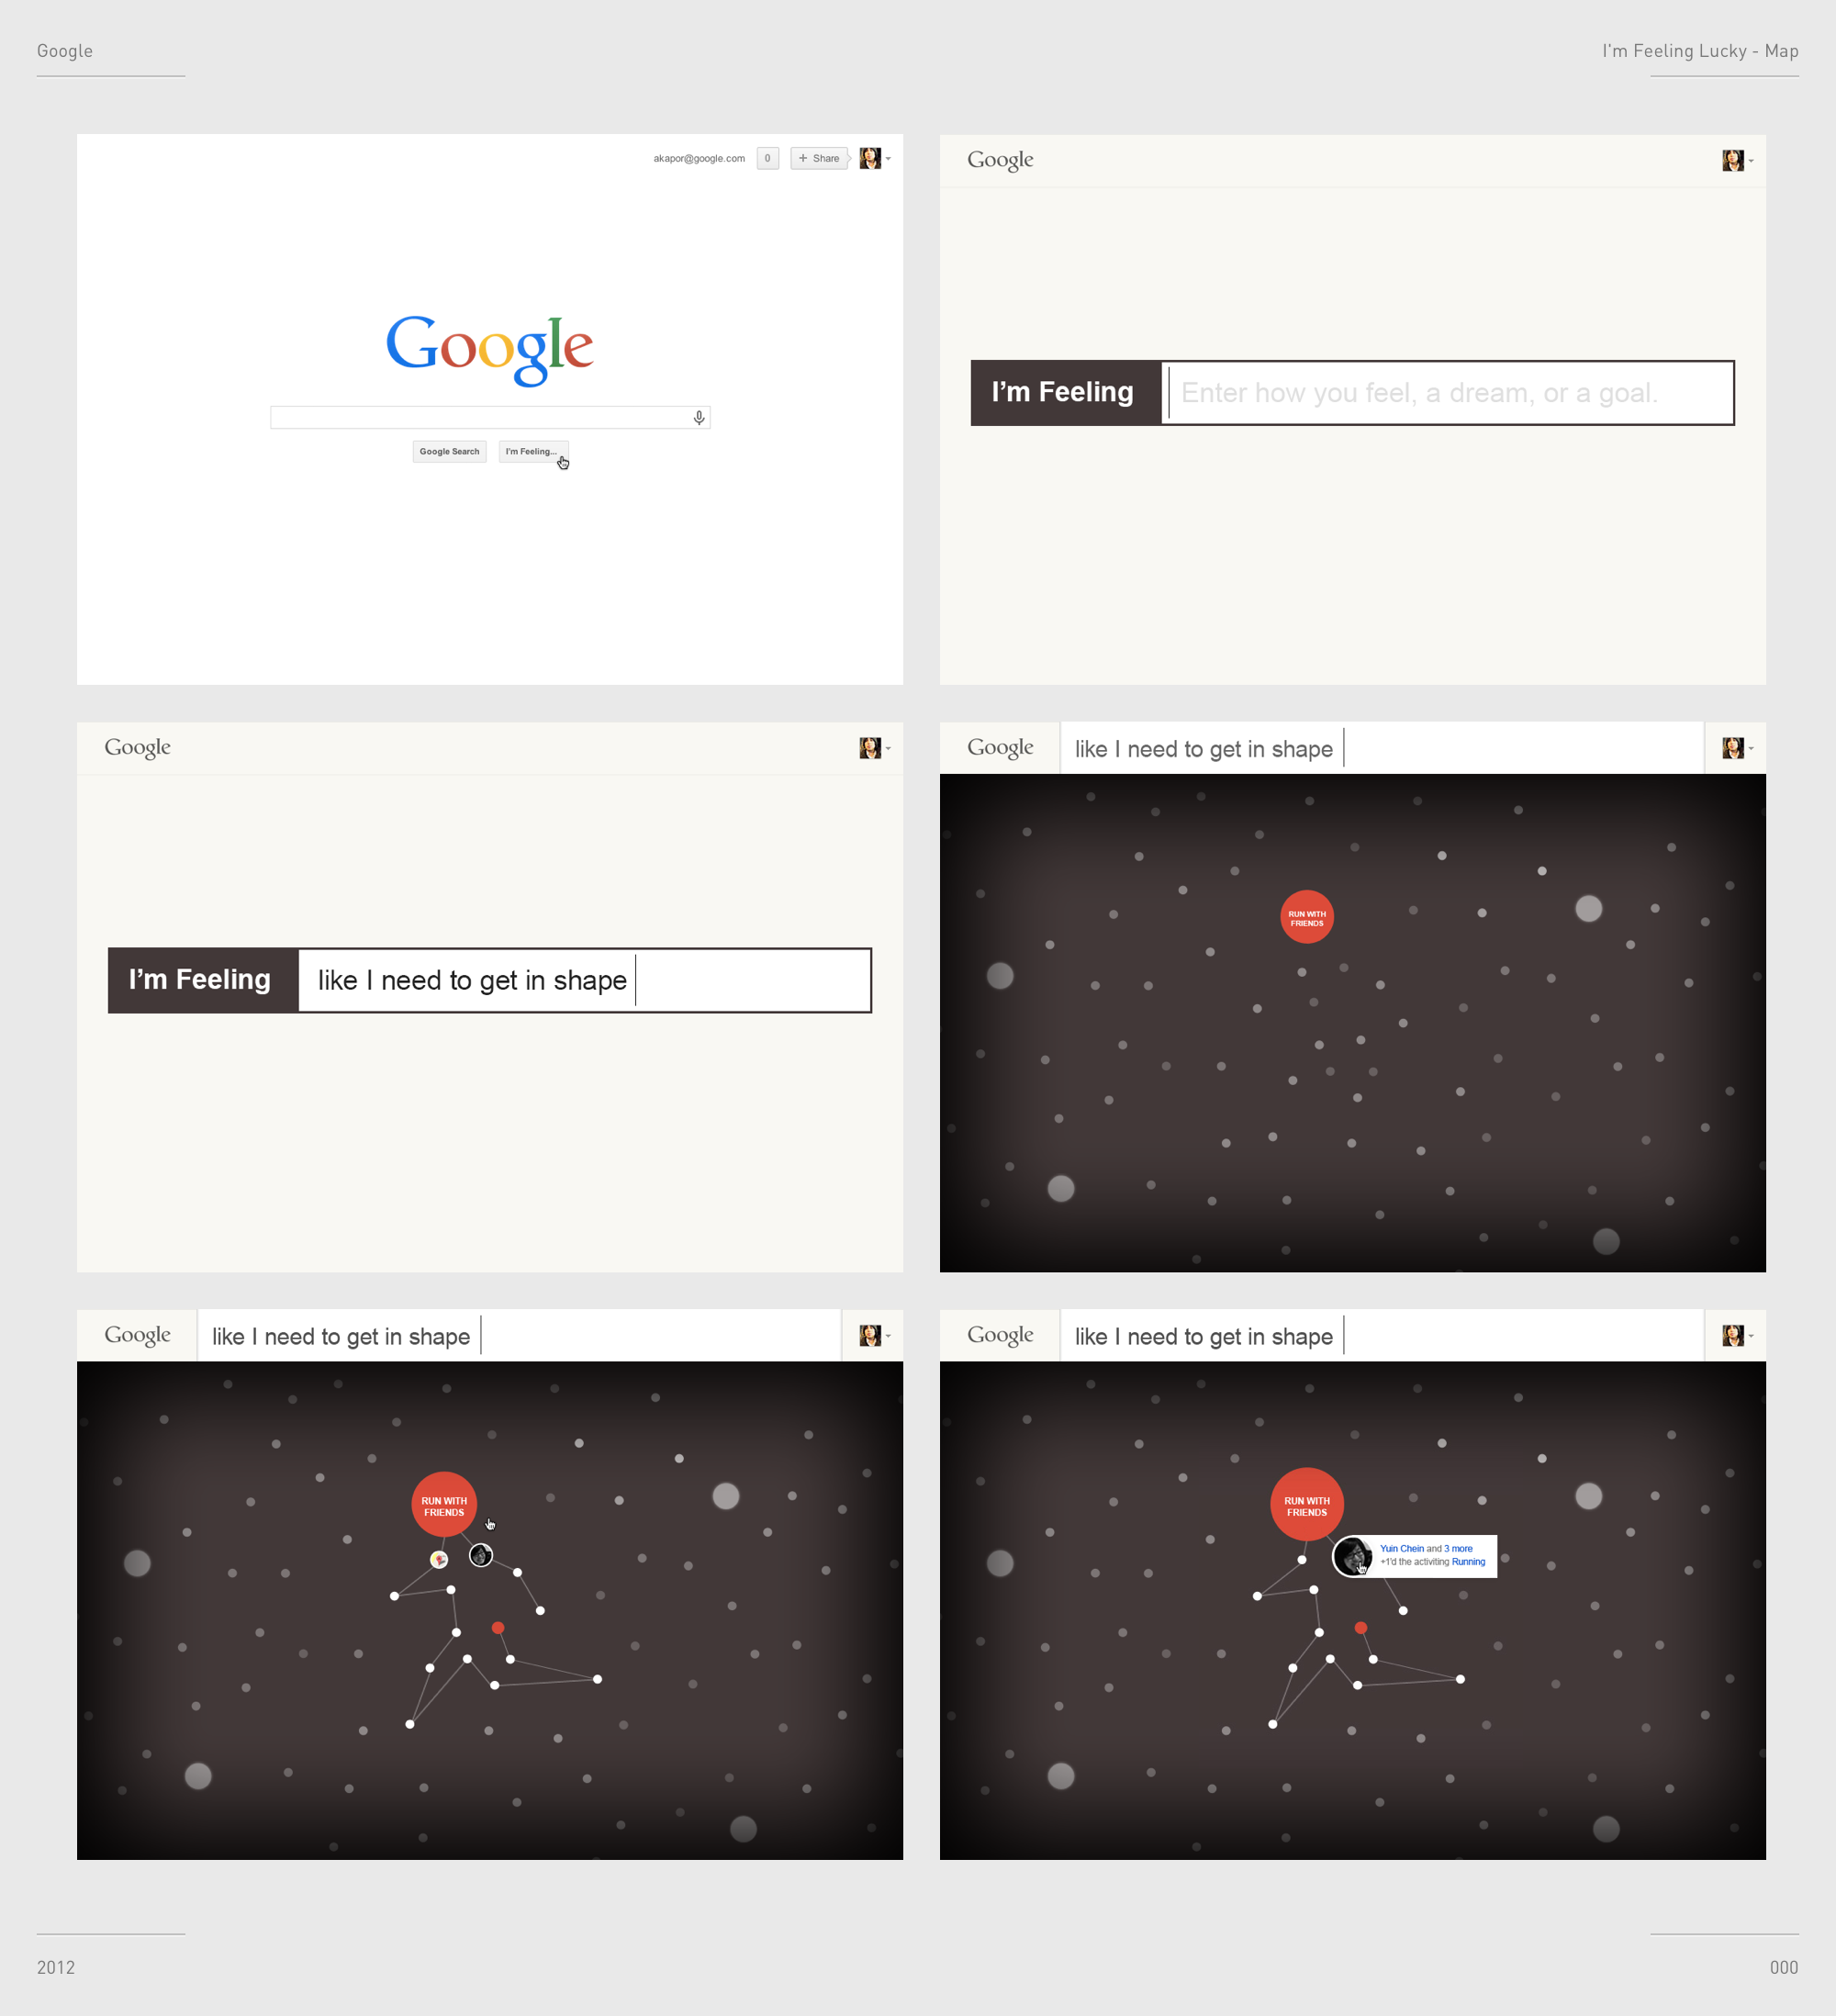 Google
I'm Feeling Lucky - Map
akapor@google.com 0 + Share
Google
Google Search I'm Feeling...
Google
I'm Feeling Enter how you feel, a dream, or a goal.
Google
I'm Feeling like I need to get in shape
Google like I need to get in shape
RUN WITH
FRIENDS
Google like I need to get in shape
RUN WITH
FRIENDS
Google like I need to get in shape
RUN WITH
FRIENDS
Yuin Chein and 3 more
+1'd the activiting Running
2012
000